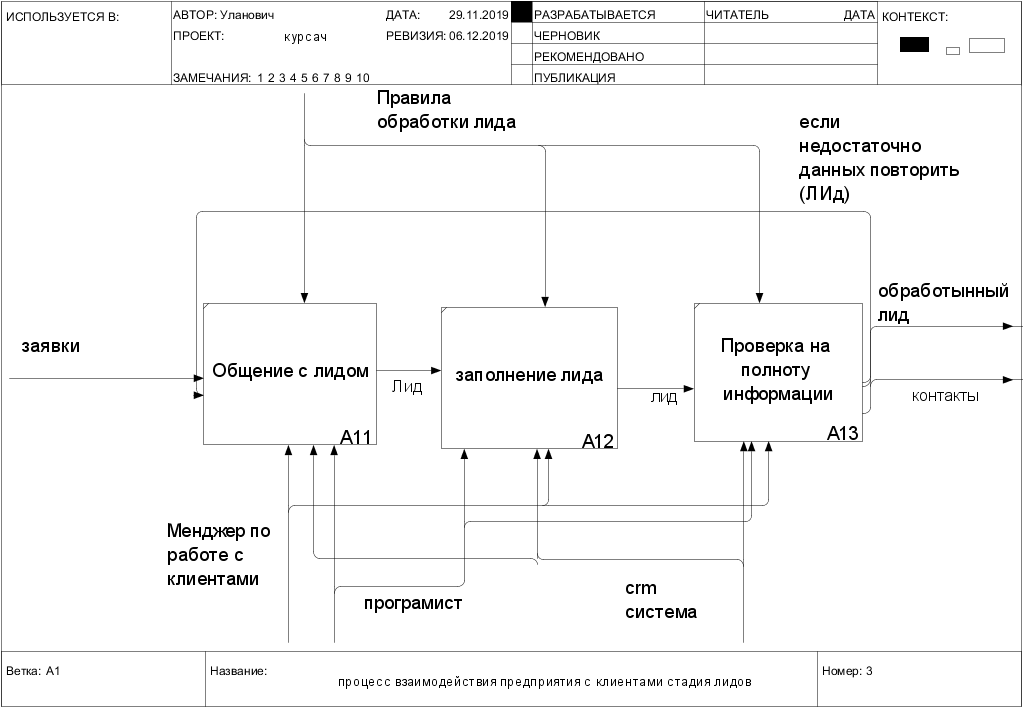 ИСПОЛЬЗУЕТСЯ В:
АВТОР: Уланович
ДАТА: 29.11.2019
ПРОЕКТ: курсач
РЕВИЗИЯ: 06.12.2019
ЗАМЕЧАНИЯ: 1 2 3 4 5 6 7 8 9 10
РАЗРАБАТЫВАЕТСЯ
ЧЕРНОВИК
РЕКОМЕНДОВАНО
ПУБЛИКАЦИЯ
ЧИТАТЕЛЬ
ДАТА
КОНТЕКСТ:
Правила
обработки лида
если
недостаточно
данных повторить
(ЛИд)
заявки
Общение с лидом
A11
Лид
заполнение лида
A12
лид
Проверка на
полноту
информации
A13
обработынный
лид
контакты
Менджер по
работе с
клиентами
програмист
crm
система
Ветка: A1
Название:
процесс взаимодействия предприятия с клиентами стадия лидов
Номер: 3